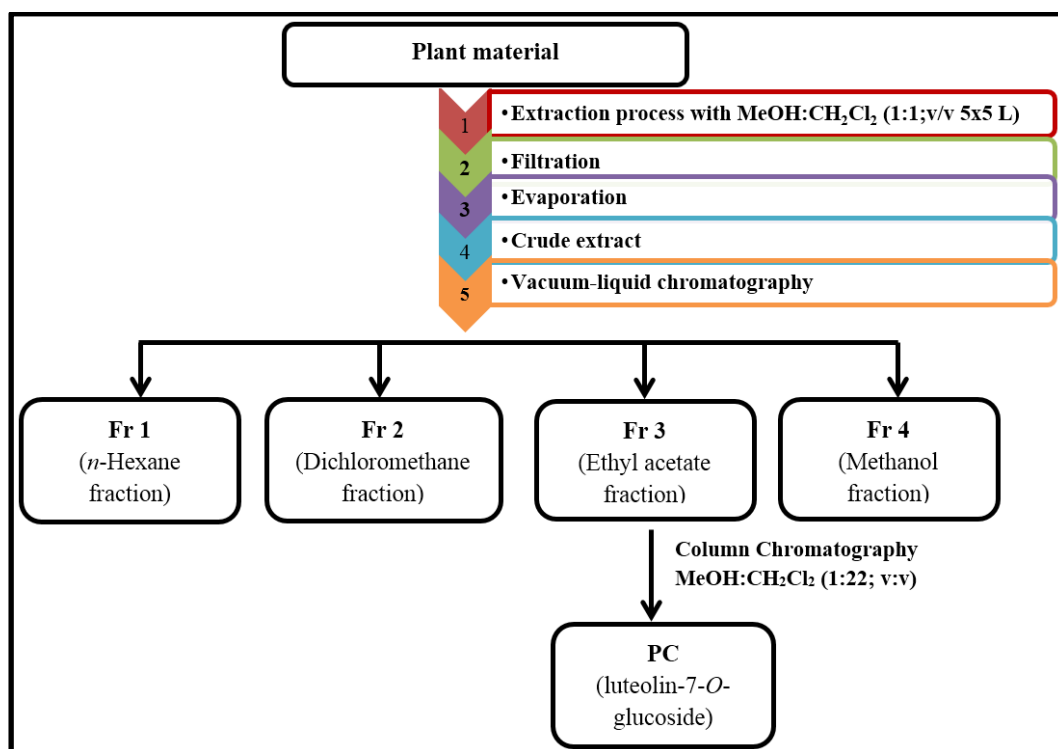 Plant material
1
•Extraction process with MeOH:CH₂Cl₂ (1:1;v/v 5x5 L)
2
•Filtration
3
•Evaporation
4
•Crude extract
5
•Vacuum-liquid chromatography
Fr 1
(n-Hexane
fraction)
Fr 2
(Dichloromethane
fraction)
Fr 3
(Ethyl acetate
fraction)
Fr 4
(Methanol
fraction)
Column Chromatography
MeOH:CH₂Cl₂ (1:22; v:v)
PC
(luteolin-7-O-
glucoside)